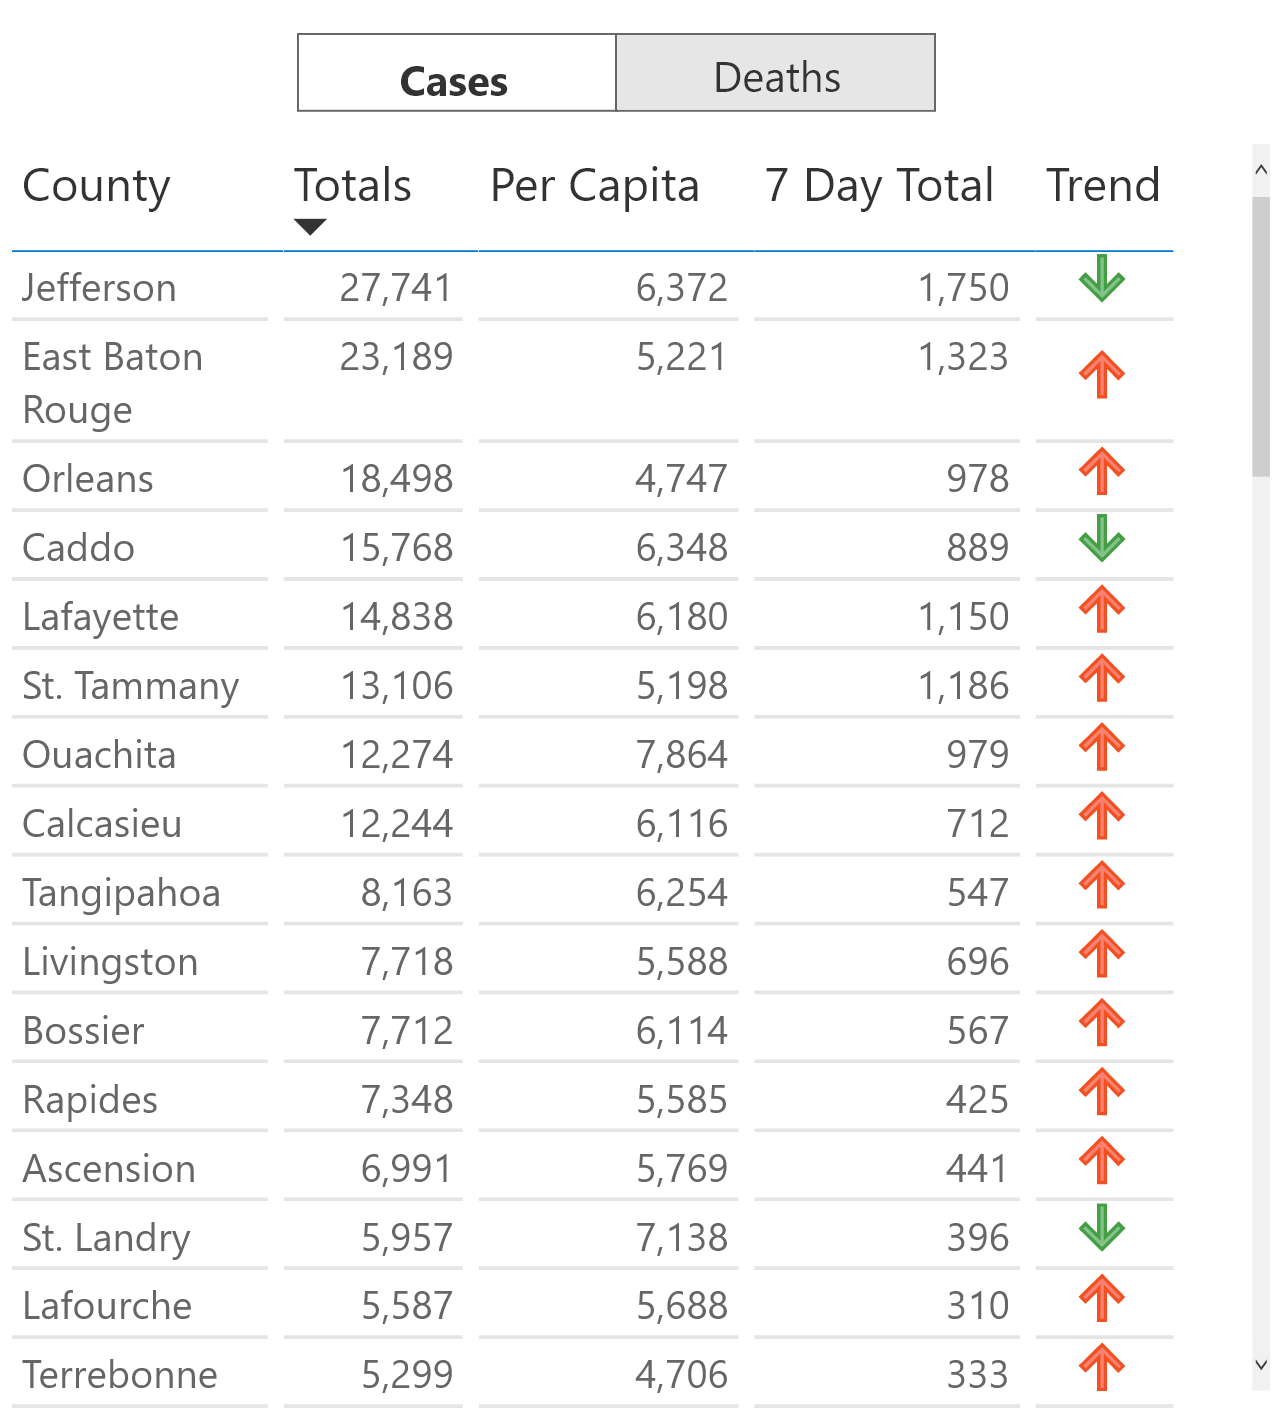 Cases Deaths
County Totals Per Capita 7 Day Total Trend
Jefferson 27,741 6,372 1,750
East Baton 23,189 5,221 1,323
Rouge
Orleans 18,498 4,747 978
Caddo 15,768 6,348 889
Lafayette 14,838 6,180 1,150
St. Tammany 13,106 5,198 1,186
Ouachita 12,274 7,864 979
Calcasieu 12,244 6,116 712
Tangipahoa 8,163 6,254 547
Livingston 7,718 5,588 696
Bossier 7,712 6,114 567
Rapides 7,348 5,585 425
Ascension 6,991 5,769 441
St. Landry 5,957 7,138 396
Lafourche 5,587 5,688 310
Terrebonne 5,299 4,706 333